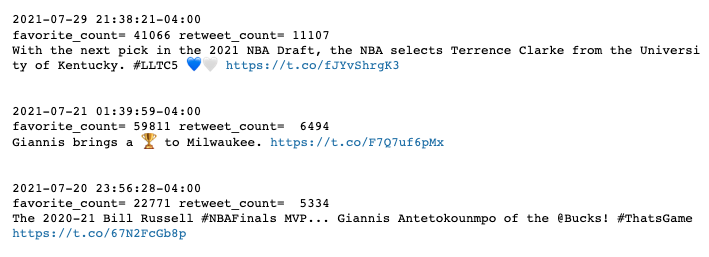 2021-07-29 21:38:21-04:00
favorite_count= 41066 retweet_count= 11107
With the next pick in the 2021 NBA Draft, the NBA selects Terrence Clarke from the Universi
ty of Kentucky. #LLTC5 💙🤍 https://t.co/fJYvShrgK3
2021-07-21 01:39:59-04:00
favorite_count= 59811 retweet_count=  6494
Giannis brings a 🏆 to Milwaukee. https://t.co/F7Q7uf6pMx
2021-07-20 23:56:28-04:00
favorite_count= 22771 retweet_count=  5334
The 2020-21 Bill Russell #NBAFinals MVP... Giannis Antetokounmpo of the @Bucks! #ThatsGame
https://t.co/67N2FcGb8p